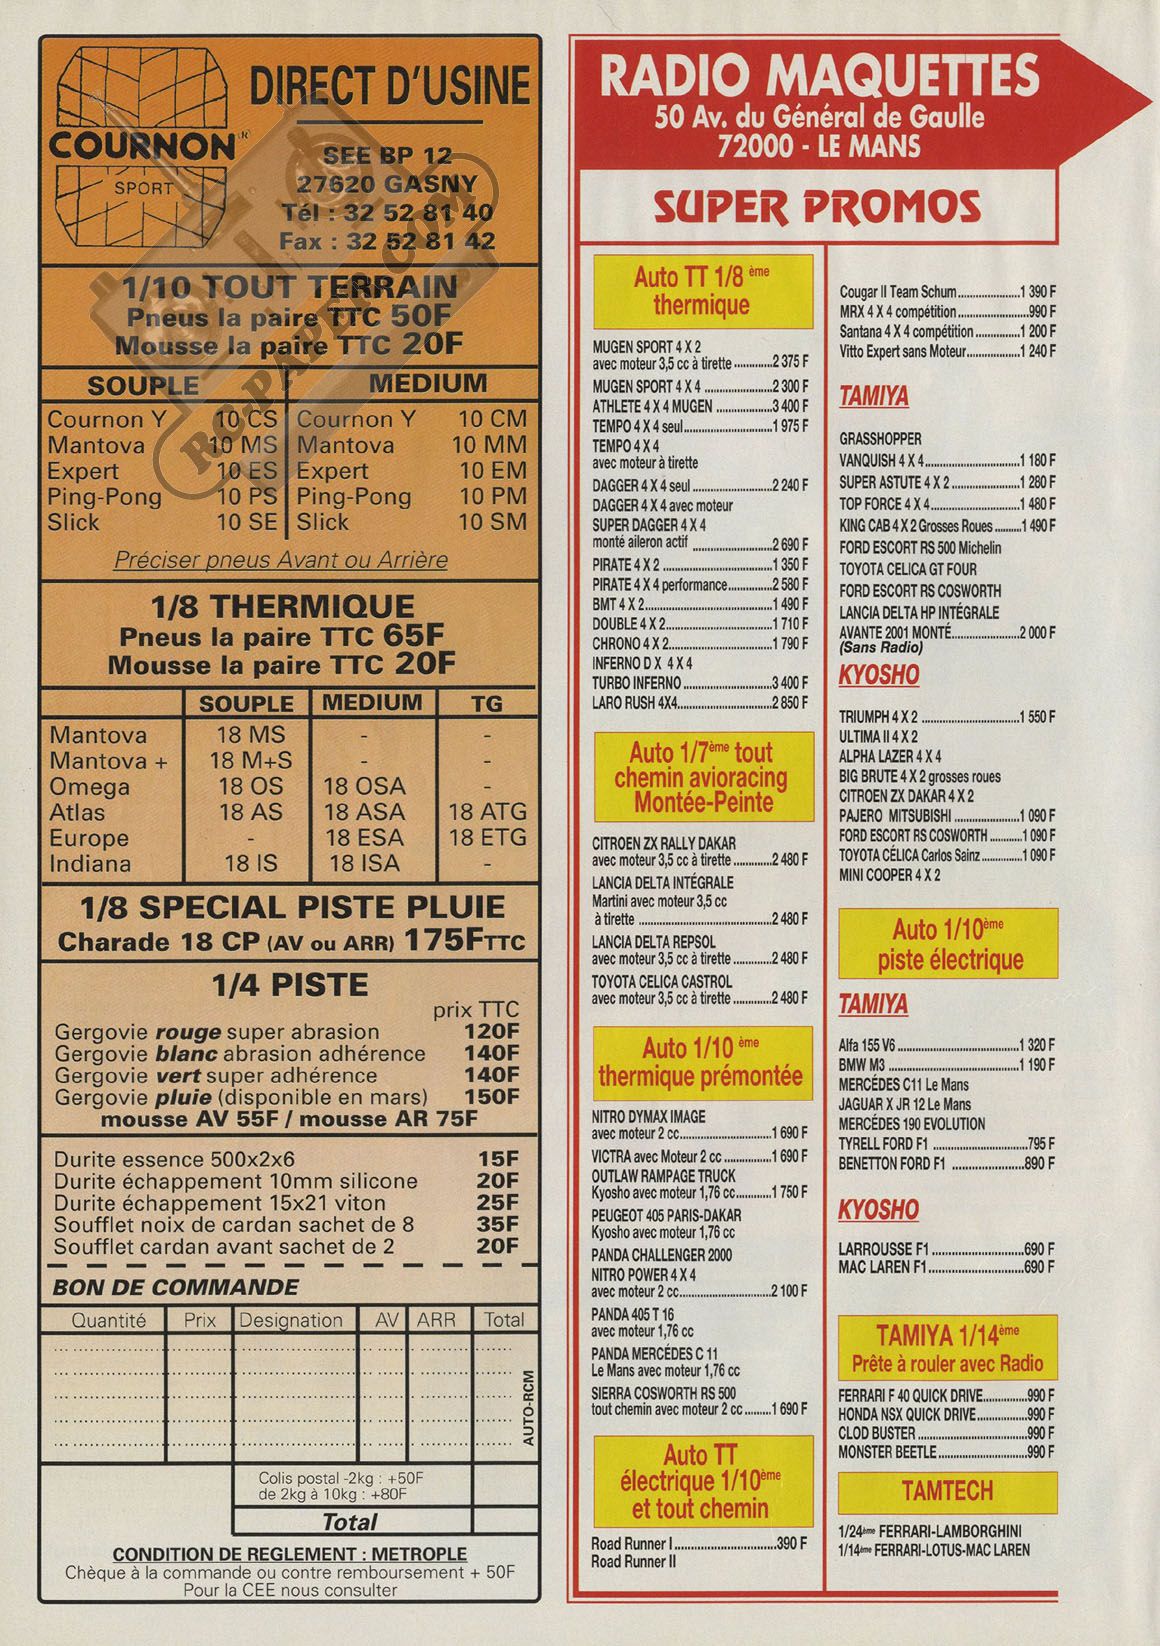 COURNON
SPORT
DIRECT D'USINE
SEE BP 12
27620 GASNY
Tél : 32 52 81 40
Fax : 32 52 81 42
RC-PAPER.COM
1/10 TOUT TERRAIN
Pneus la paire TTC 50F
Mousse la paire TTC 20F
SOUPLE MEDIUM
Cournon Y 10 CS Cournon Y 10 CM
Mantova 10 MS Mantova 10 MM
Expert 10 ES Expert 10 EM
Ping-Pong 10 PS Ping-Pong 10 PM
Slick 10 SE Slick 10 SM
Préciser pneus Avant ou Arrière
1/8 THERMIQUE
Pneus la paire TTC 65F
Mousse la paire TTC 20F
SOUPLE MEDIUM TG
Mantova 18 MS - -
Mantova + 18 M+S - -
Omega 18 OS 18 OSA -
Atlas 18 AS 18 ASA 18 ATG
Europe - 18 ESA 18 ETG
Indiana 18 IS 18 ISA -
1/8 SPECIAL PISTE PLUIE
Charade 18 CP (AV ou ARR) 175F TTC
1/4 PISTE
prix TTC
Gergovie rouge super abrasion 120F
Gergovie blanc abrasion adhérence 140F
Gergovie vert super adhérence 140F
Gergovie pluie (disponible en mars) 150F
mousse AV 55F / mousse AR 75F
Durite essence 500x2x6 15F
Durite échappement 10mm silicone 20F
Durite échappement 15x21 viton 25F
Soufflet noix de cardan sachet de 8 35F
Soufflet cardan avant sachet de 2 20F
BON DE COMMANDE
Quantité Prix Designation AV ARR Total
AUTO-RCM
Colis postal -2kg : +50F
de 2kg à 10kg : +80F
Total
CONDITION DE REGLEMENT : METROPLE
Chèque à la commande ou contre remboursement + 50F
Pour la CEE nous consulter
RADIO MAQUETTES
50 Av. du Général de Gaulle
72000 - LE MANS
SUPER PROMOS
Auto TT 1/8 ème
thermique
MUGEN SPORT 4 X 2
avec moteur 3,5 cc à tirette ............2 375 F
MUGEN SPORT 4 X 4 ....................2 300 F
ATHLETE 4 X 4 MUGEN ................3 400 F
TEMPO 4 X 4 seul........................1 975 F
TEMPO 4 X 4
avec moteur à tirette
DAGGER 4 X 4 seul ......................2 240 F
DAGGER 4 X 4 avec moteur
SUPER DAGGER 4 X 4
monté aileron actif ......................2 690 F
PIRATE 4 X 2 ...............................1 350 F
PIRATE 4 X 4 performance.............2 580 F
BMT 4 X 2....................................1 490 F
DOUBLE 4 X 2..............................1 710 F
CHRONO 4 X 2.............................1 790 F
INFERNO D X 4 X 4
TURBO INFERNO ........................3 400 F
LARO RUSH 4X4..........................2 850 F
Auto 1/7ème tout
chemin avioracing
Montée-Peinte
CITROEN ZX RALLY DAKAR
avec moteur 3,5 cc à tirette ............2 480 F
LANCIA DELTA INTÉGRALE
Martini avec moteur 3,5 cc
à tirette .......................................2 480 F
LANCIA DELTA REPSOL
avec moteur 3,5 cc à tirette ............2 480 F
TOYOTA CELICA CASTROL
avec moteur 3,5 cc à tirette ............2 480 F
Auto 1/10 ème
thermique prémontée
NITRO DYMAX IMAGE
avec moteur 2 cc..........................1 690 F
VICTRA avec Moteur 2 cc ..............1 690 F
OUTLAW RAMPAGE TRUCK
Kyosho avec moteur 1,76 cc...........1 750 F
PEUGEOT 405 PARIS-DAKAR
Kyosho avec moteur 1,76 cc
PANDA CHALLENGER 2000
NITRO POWER 4 X 4
avec moteur 2 cc..........................2 100 F
PANDA 405 T 16
avec moteur 1,76 cc
PANDA MERCÉDES C 11
Le Mans avec moteur 1,76 cc
SIERRA COSWORTH RS 500
tout chemin avec moteur 2 cc .........1 690 F
Auto TT
électrique 1/10ème
et tout chemin
Road Runner I................................390 F
Road Runner II
Cougar II Team Schum....................1 390 F
MRX 4 X 4 compétition.....................990 F
Santana 4 X 4 compétition..............1 200 F
Vitto Expert sans Moteur................1 240 F
TAMIYA
GRASSHOPPER
VANQUISH 4 X 4............................1 180 F
SUPER ASTUTE 4 X 2...................1 280 F
TOP FORCE 4 X 4..........................1 480 F
KING CAB 4 X 2 Grosses Roues ........1 490 F
FORD ESCORT RS 500 Michelin
TOYOTA CELICA GT FOUR
FORD ESCORT RS COSWORTH
LANCIA DELTA HP INTÉGRALE
AVANTE 2001 MONTÉ....................2 000 F
(Sans Radio)
KYOSHO
TRIUMPH 4 X 2 ............................1 550 F
ULTIMA II 4 X 2
ALPHA LAZER 4 X 4
BIG BRUTE 4 X 2 grosses roues
CITROEN ZX DAKAR 4 X 2
PAJERO MITSUBISHI ....................1 090 F
FORD ESCORT RS COSWORTH ........1 090 F
TOYOTA CÉLICA Carlos Sainz............1 090 F
MINI COOPER 4 X 2
Auto 1/10ème
piste électrique
TAMIYA
Alfa 155 V6....................................1 320 F
BMW M3 .....................................1 190 F
MERCÉDES C11 Le Mans
JAGUAR X JR 12 Le Mans
MERCÉDES 190 EVOLUTION
TYRELL FORD F1 ...........................795 F
BENETTON FORD F1 .....................890 F
KYOSHO
LARROUSSE F1.............................690 F
MAC LAREN F1..............................690 F
TAMIYA 1/14ème
Prête à rouler avec Radio
FERRARI F 40 QUICK DRIVE..............990 F
HONDA NSX QUICK DRIVE...............990 F
CLOD BUSTER ..............................990 F
MONSTER BEETLE.........................990 F
TAMTECH
1/24ème FERRARI-LAMBORGHINI
1/14ème FERRARI-LOTUS-MAC LAREN